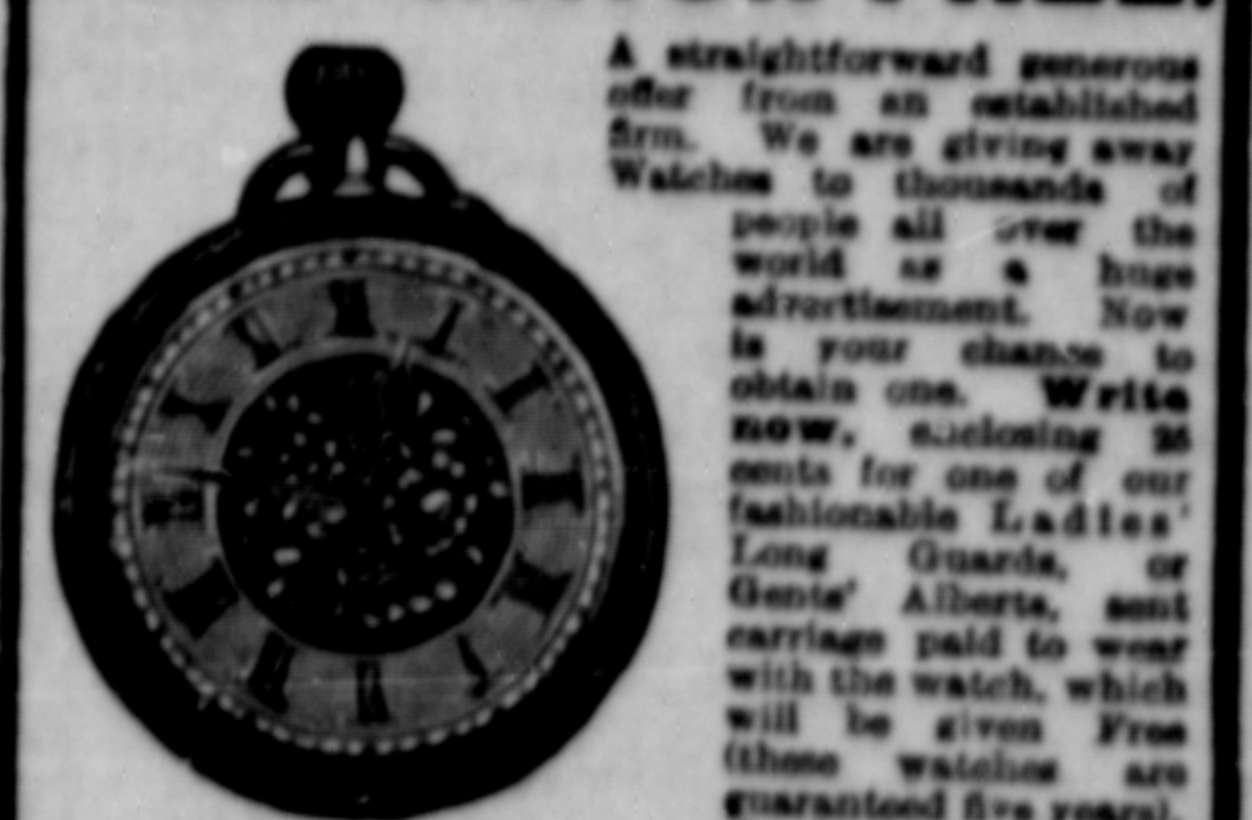 A straightforward generous
offer from an established
firm. We are giving away
Watches to thousands of
people all over the
world as a huge
advertisement. Now
is your chance to
obtain one. Write
now, enclosing 25
cents for one of our
fashionable Ladies'
Long Guards, or
Gents' Alberts, sent
carriage paid to wear
with the watch, which
will be given Free
(these watches are
guaranteed five years),